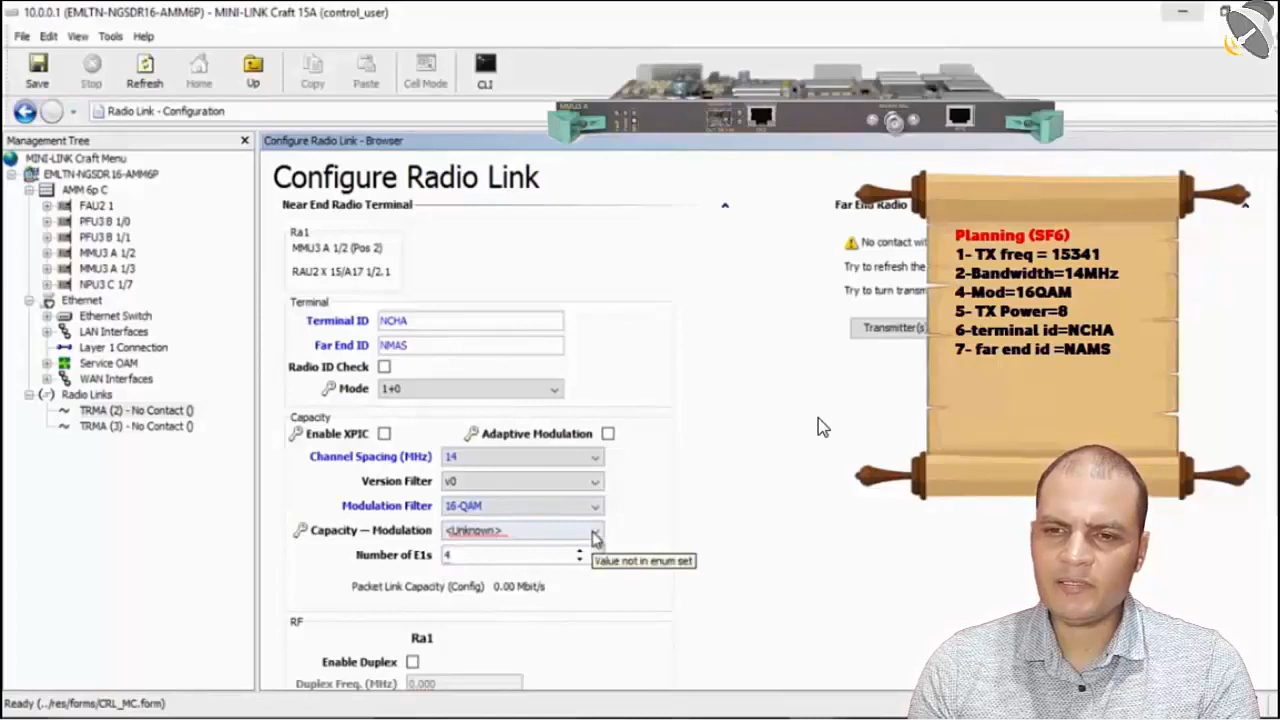 10.0.0.1 (EMLTN-NGSDR16-AMM6P) - MINI-LINK Craft 15A (control_user)
File Edit View Tools Help
Save Stop Refresh Home Up Copy Paste Cell Mode CLI
MMU3 A
Radio Link - Configuration
Management Tree
MINI-LINK Craft Menu
EMLTN-NGSDR16-AMM6P
AMM 6p C
FAU2 1
PFU3 B 1/0
PFU3 B 1/1
MMU3 A 1/2
MMU3 A 1/3
NPU3 C 1/7
Ethernet
Ethernet Switch
LAN Interfaces
Layer 1 Connection
Service OAM
WAN Interfaces
Radio Links
TRMA (2) - No Contact ()
TRMA (3) - No Contact ()
Configure Radio Link - Browser
Configure Radio Link
Near End Radio Terminal
Ra1
MMU3 A 1/2 (Pos 2)
RAU2 X 15/A17 1/2.1
Terminal
Terminal ID NCHA
Far End ID NMAS
Radio ID Check
Mode 1+0
Capacity
Enable XPIC Adaptive Modulation
Channel Spacing (MHz) 14
Version Filter v0
Modulation Filter 16-QAM
Capacity — Modulation <Unknown>
Number of E1s 4
Value not in enum set
Packet Link Capacity (Config) 0.00 Mbit/s
RF
Ra1
Enable Duplex
Duplex Freq. (MHz) 0.000
Far End Radio
No contact wi
Try to refresh the
Try to turn transm
Transmitter(s)
Planning (SF6)
1- TX freq = 15341
2-Bandwidth=14MHz
4-Mod=16QAM
5- TX Power=8
6-terminal id=NCHA
7- far end id =NAMS
Ready (../res/forms/CRL_MC.form)